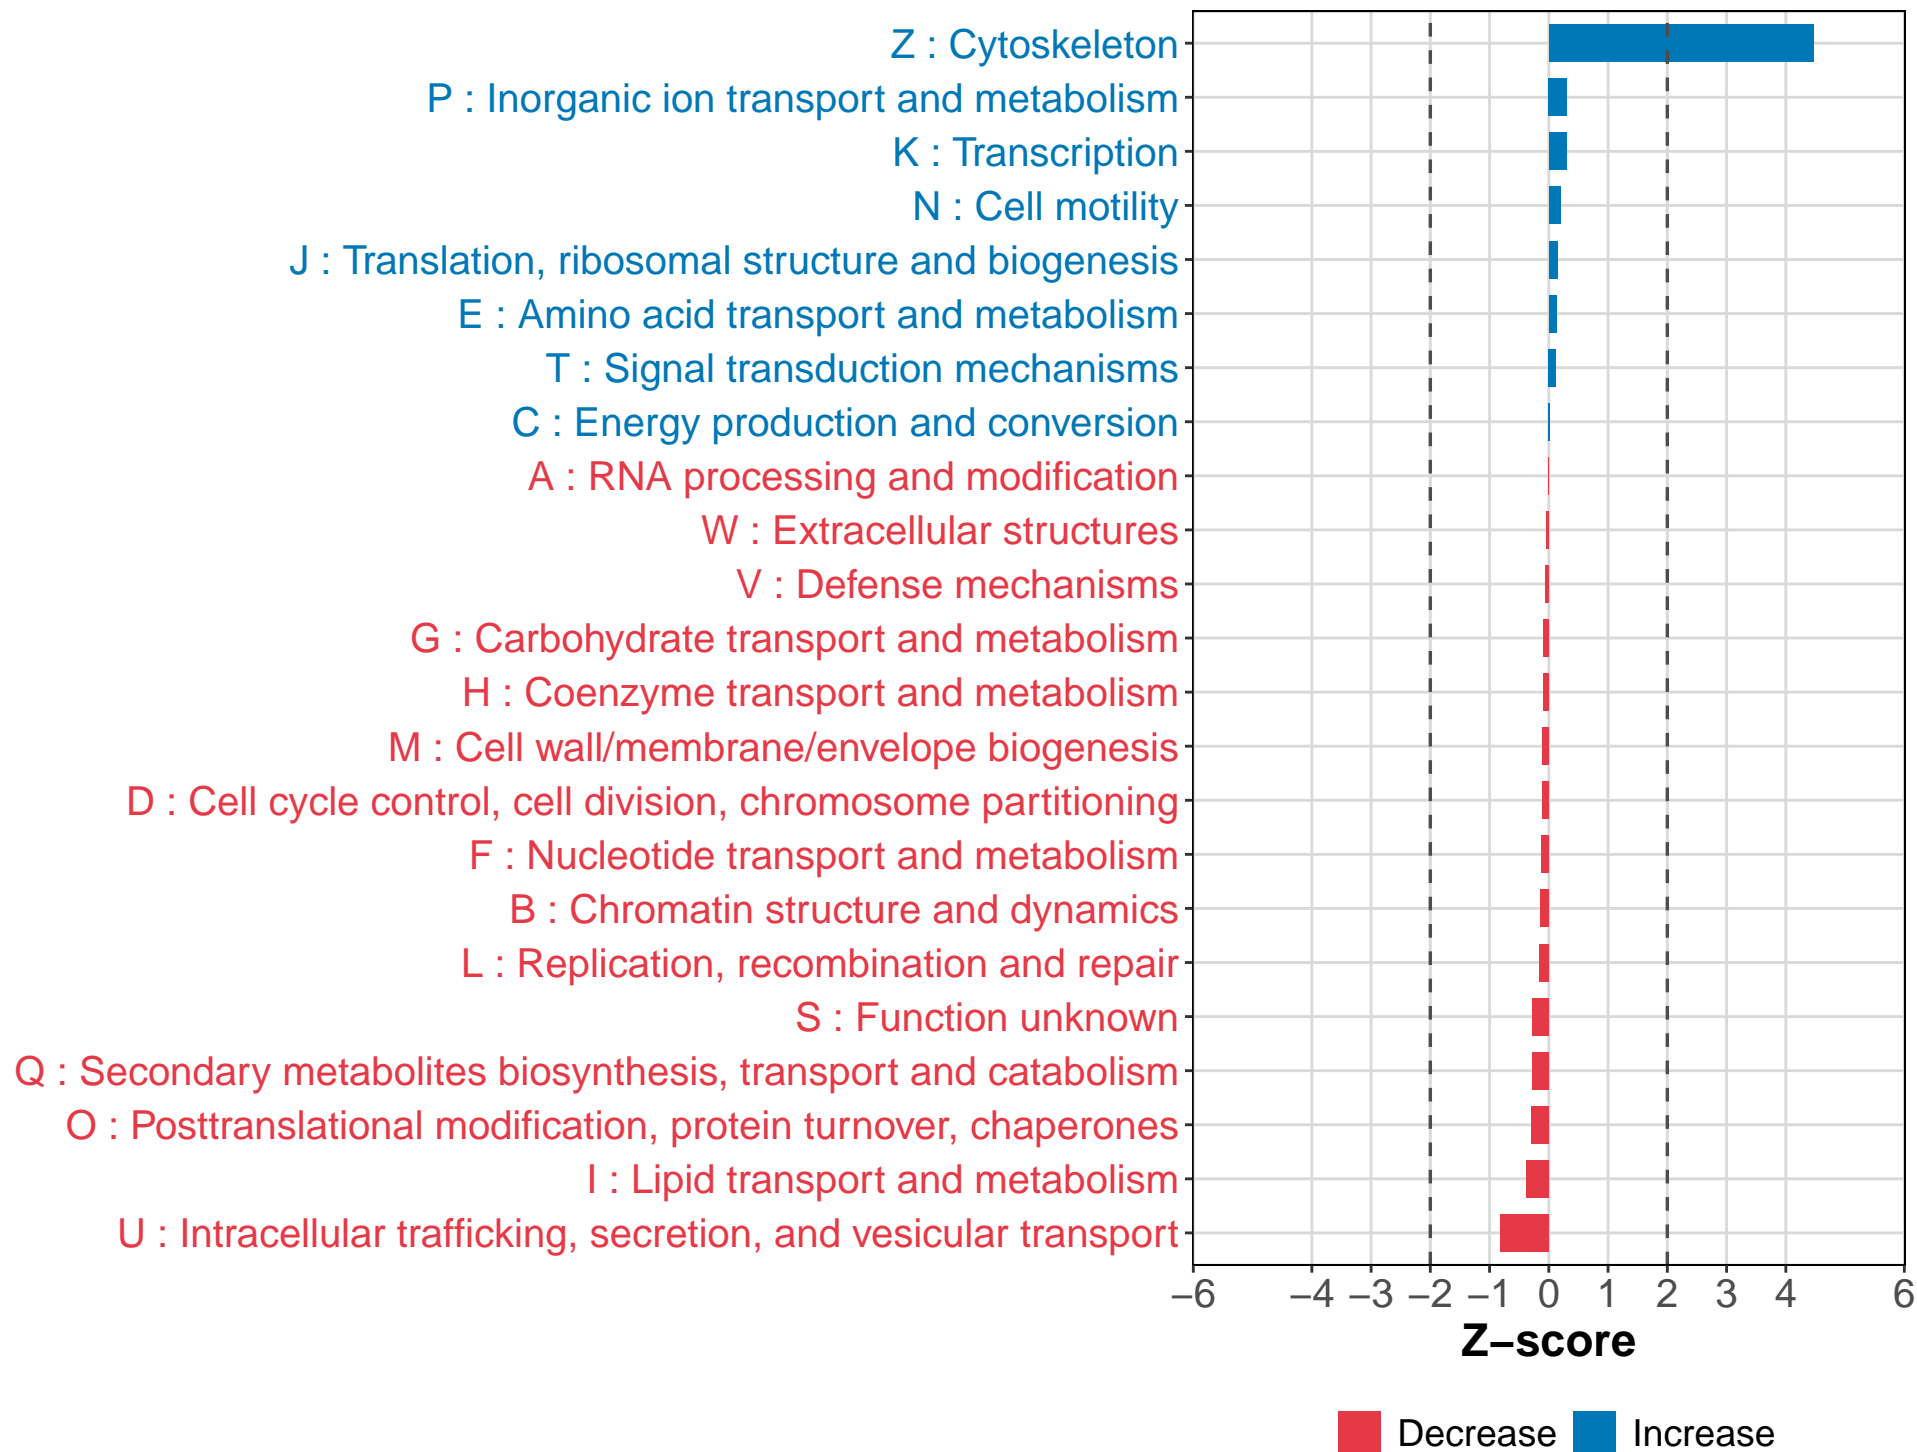 Z : Cytoskeleton
P : Inorganic ion transport and metabolism
K : Transcription
N : Cell motility
J : Translation, ribosomal structure and biogenesis
E : Amino acid transport and metabolism
T : Signal transduction mechanisms
C : Energy production and conversion
A : RNA processing and modification
W : Extracellular structures
V : Defense mechanisms
G : Carbohydrate transport and metabolism
H : Coenzyme transport and metabolism
M : Cell wall/membrane/envelope biogenesis
D : Cell cycle control, cell division, chromosome partitioning
F : Nucleotide transport and metabolism
B : Chromatin structure and dynamics
L : Replication, recombination and repair
S : Function unknown
Q : Secondary metabolites biosynthesis, transport and catabolism
O : Posttranslational modification, protein turnover, chaperones
I : Lipid transport and metabolism
U : Intracellular trafficking, secretion, and vesicular transport
−6 −4 −3 −2 −1 0 1 2 3 4 6
Z−score
Decrease Increase